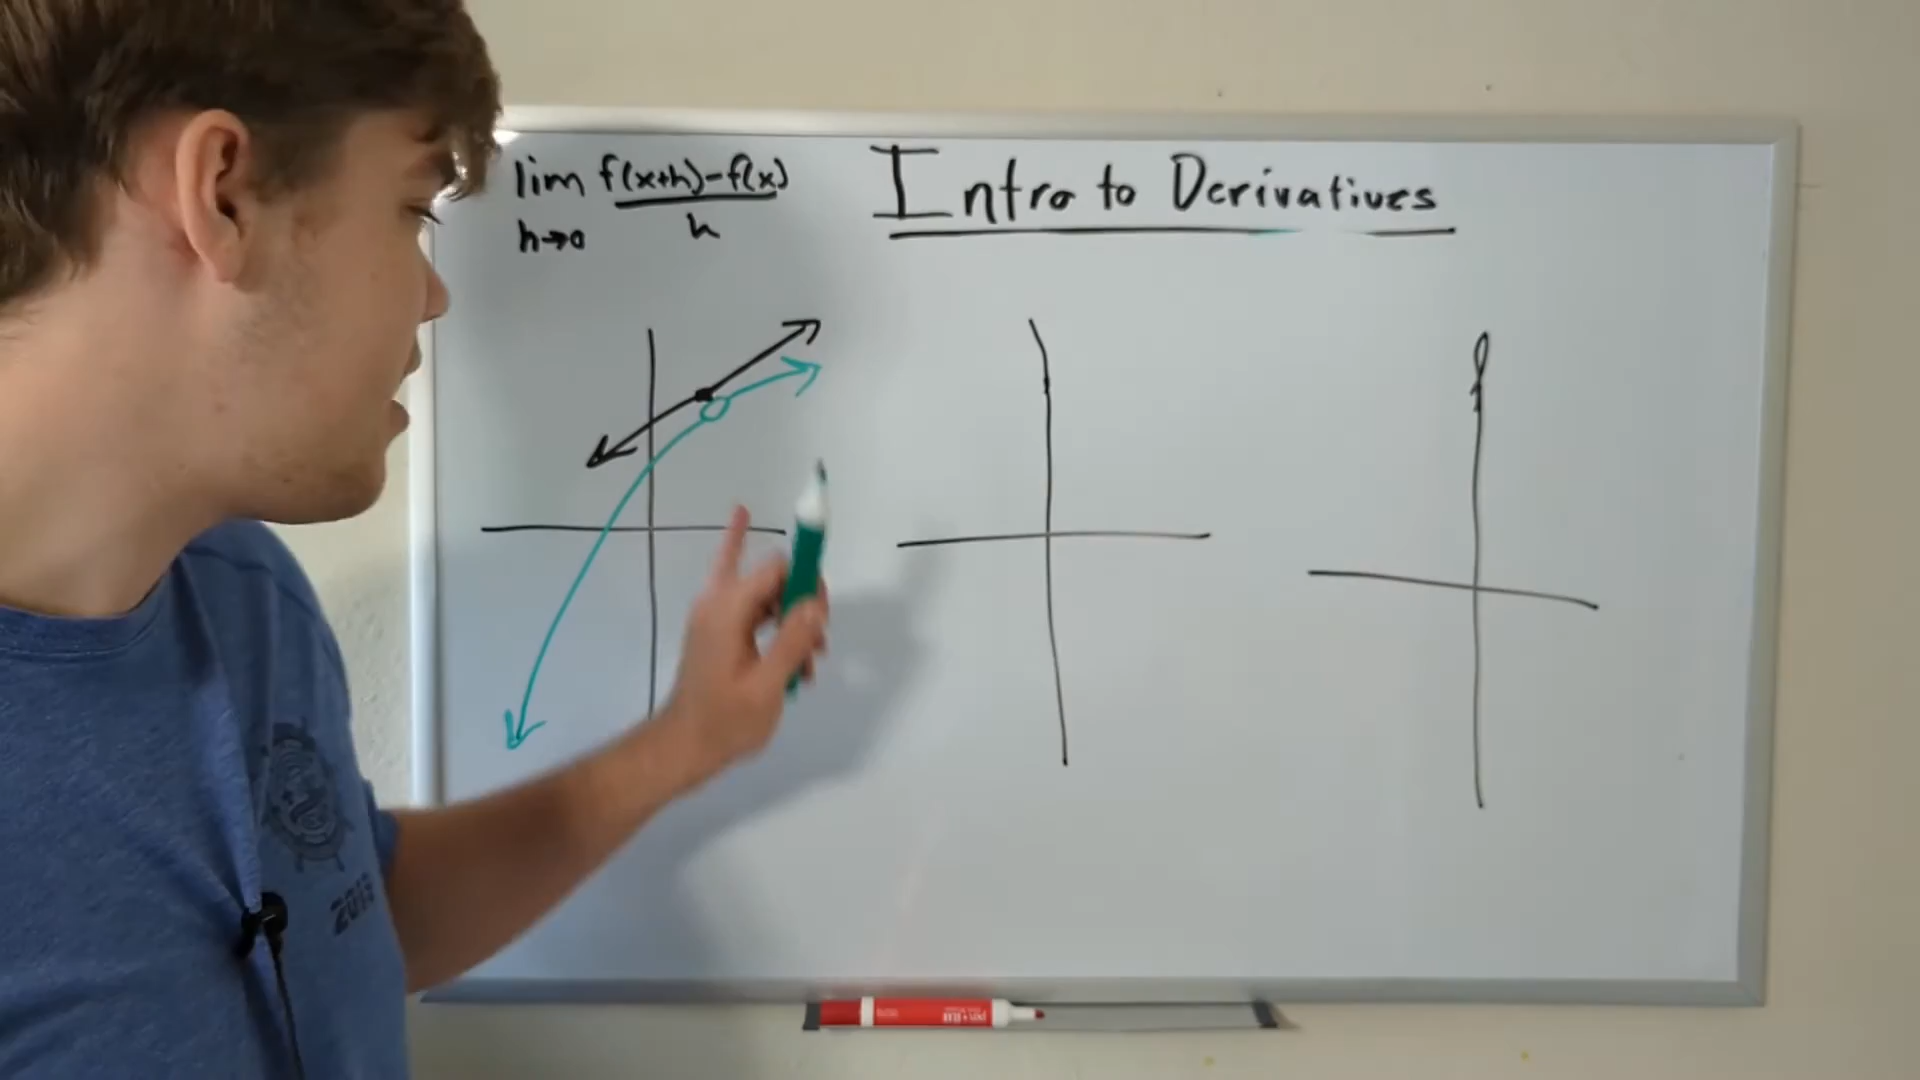 lim f(x+h)-f(x)
h→0 h
Intro to Derivatives